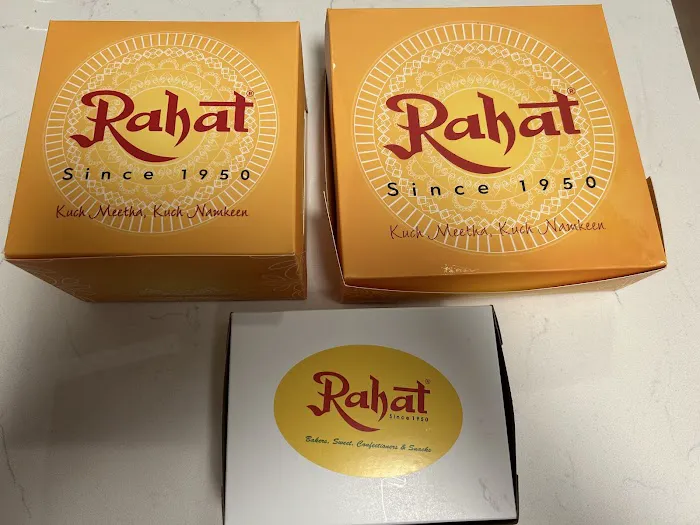 Rahat®
Since 1950
Kuch Meetha, Kuch Namkeen
Rahat®
Since 1950
Kuch Meetha, Kuch Namkeen
Rahat®
Since 1950
Bakers, Sweet, Confectioners & Snacks